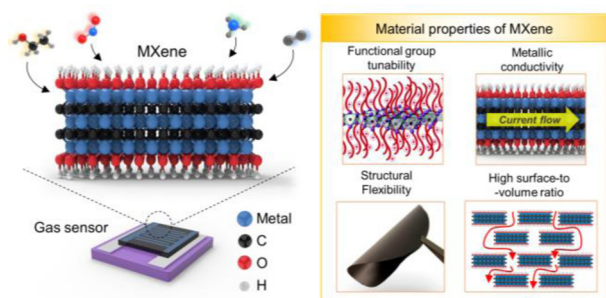 MXene
Gas sensor
Metal
C
O
H
Material properties of MXene
Functional group
tunability
Metallic
conductivity
Current flow
Structural
Flexibility
High surface-to
-volume ratio